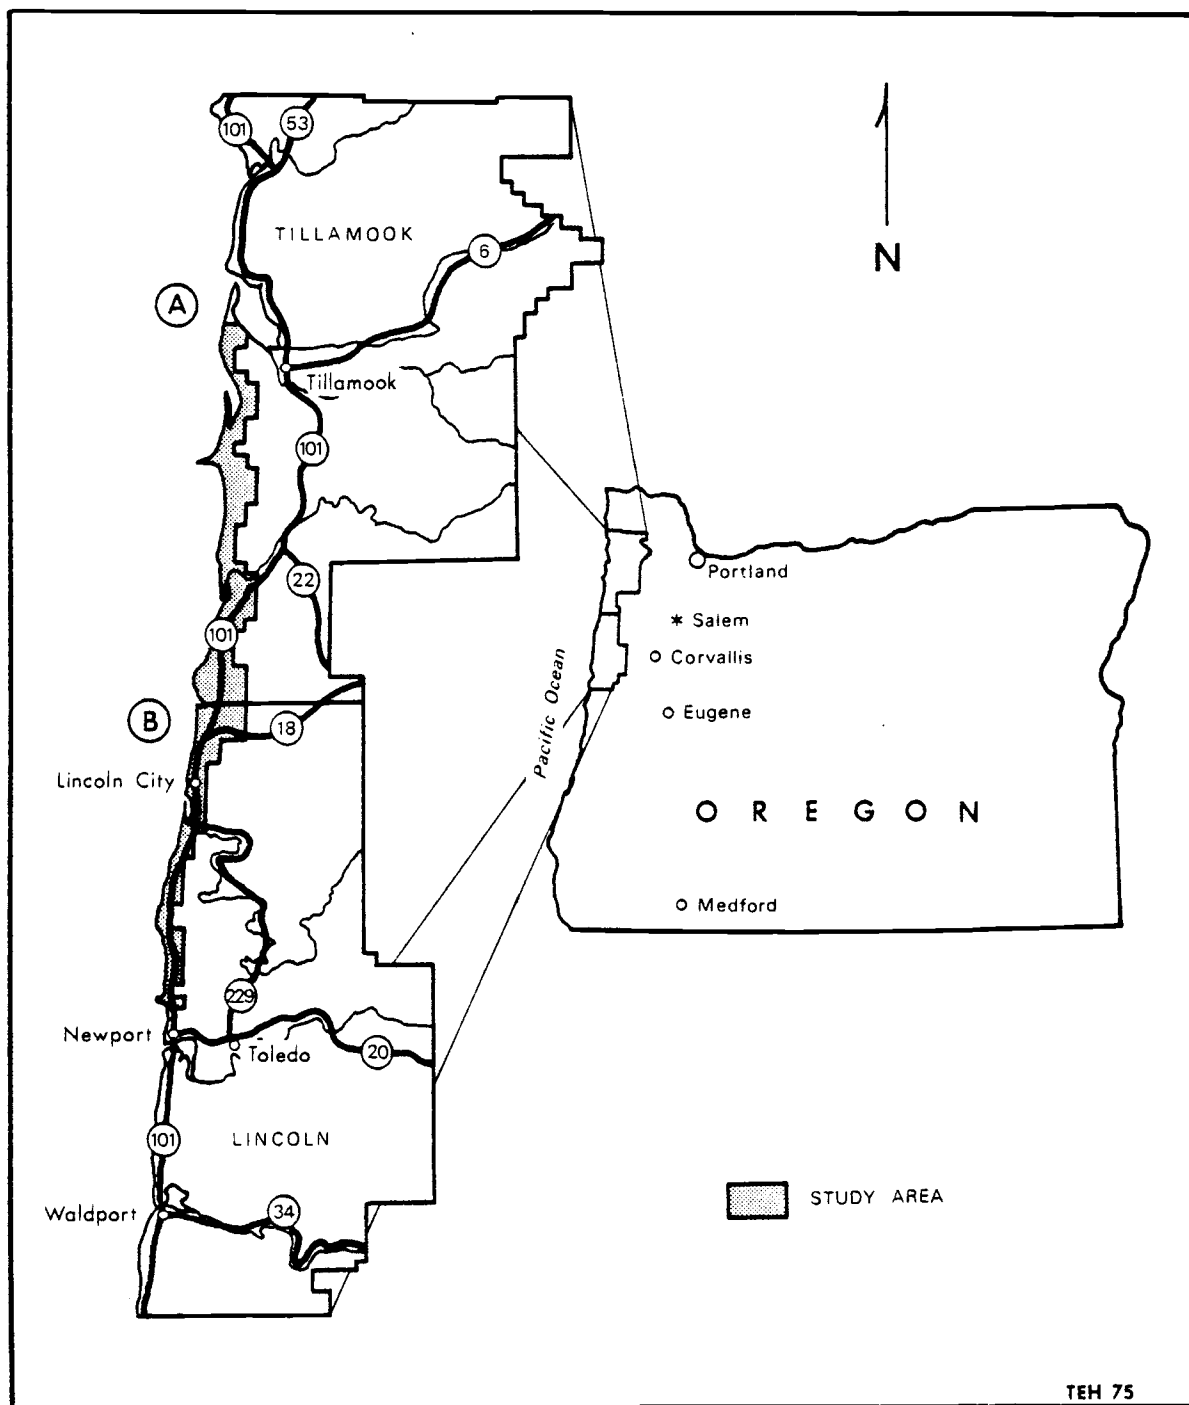 101
53
TILLAMOOK
6
N
A
Tillamook
101
22
Portland
Salem
101
Corvallis
Pacific Ocean
B
Eugene
18
Lincoln City
OREGON
Medford
229
Newport
Toledo
20
101
LINCOLN
STUDY AREA
Waldport
34
TEH 75